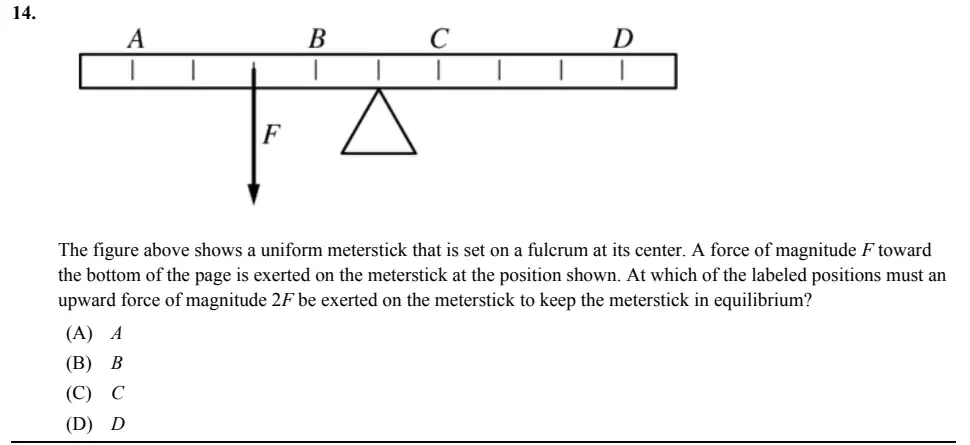 14.
A B C D
F
The figure above shows a uniform meterstick that is set on a fulcrum at its center. A force of magnitude F toward
the bottom of the page is exerted on the meterstick at the position shown. At which of the labeled positions must an
upward force of magnitude 2F be exerted on the meterstick to keep the meterstick in equilibrium?
(A) A
(B) B
(C) C
(D) D